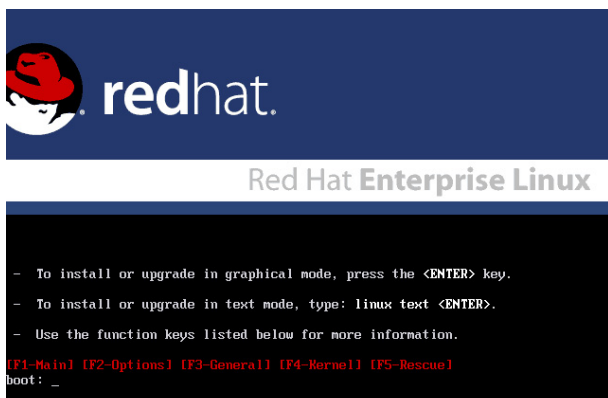 redhat.
Red Hat Enterprise Linux
- To install or upgrade in graphical mode, press the <ENTER> key.
- To install or upgrade in text mode, type: linux text <ENTER>.
- Use the function keys listed below for more information.
[F1-Main] [F2-Options] [F3-General] [F4-Kernel] [F5-Rescue]
boot: _